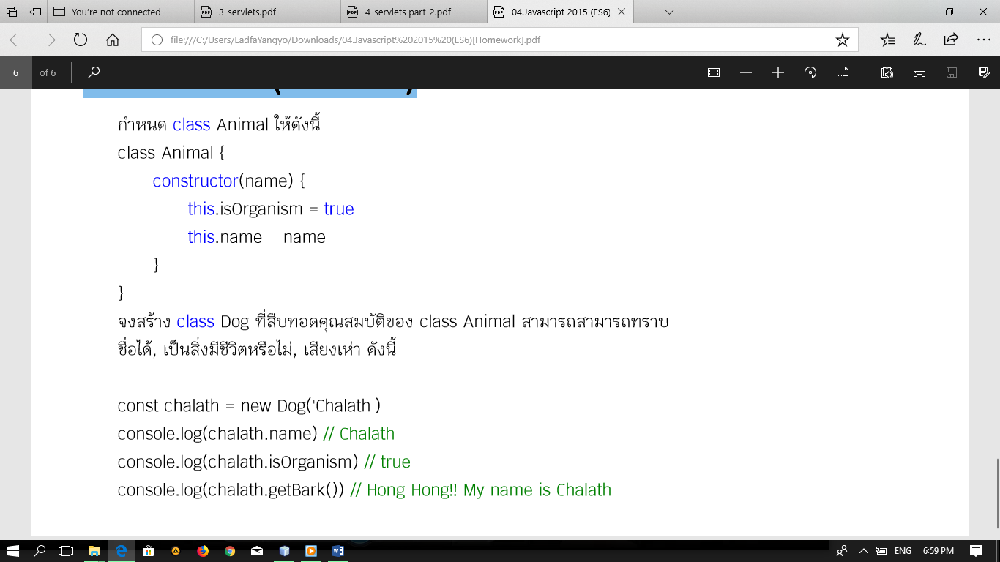 You're not connected
3-servlets.pdf
4-servlets part-2.pdf
04.Javascript 2015 (ES6)
file:///C:/Users/LadfaYangyo/Downloads/04.Javascript%202015%20(ES6)[Homework].pdf
6 of 6
กำหนด class Animal ให้ดังนี้
class Animal {
constructor(name) {
this.isOrganism = true
this.name = name
}
}
จงสร้าง class Dog ที่สืบทอดคุณสมบัติของ class Animal สามารถสามารถทราบ
ชื่อได้, เป็นสิ่งมีชีวิตหรือไม่, เสียงเห่า ดังนี้
const chalath = new Dog('Chalath')
console.log(chalath.name) // Chalath
console.log(chalath.isOrganism) // true
console.log(chalath.getBark()) // Hong Hong!! My name is Chalath
ENG 6:59 PM